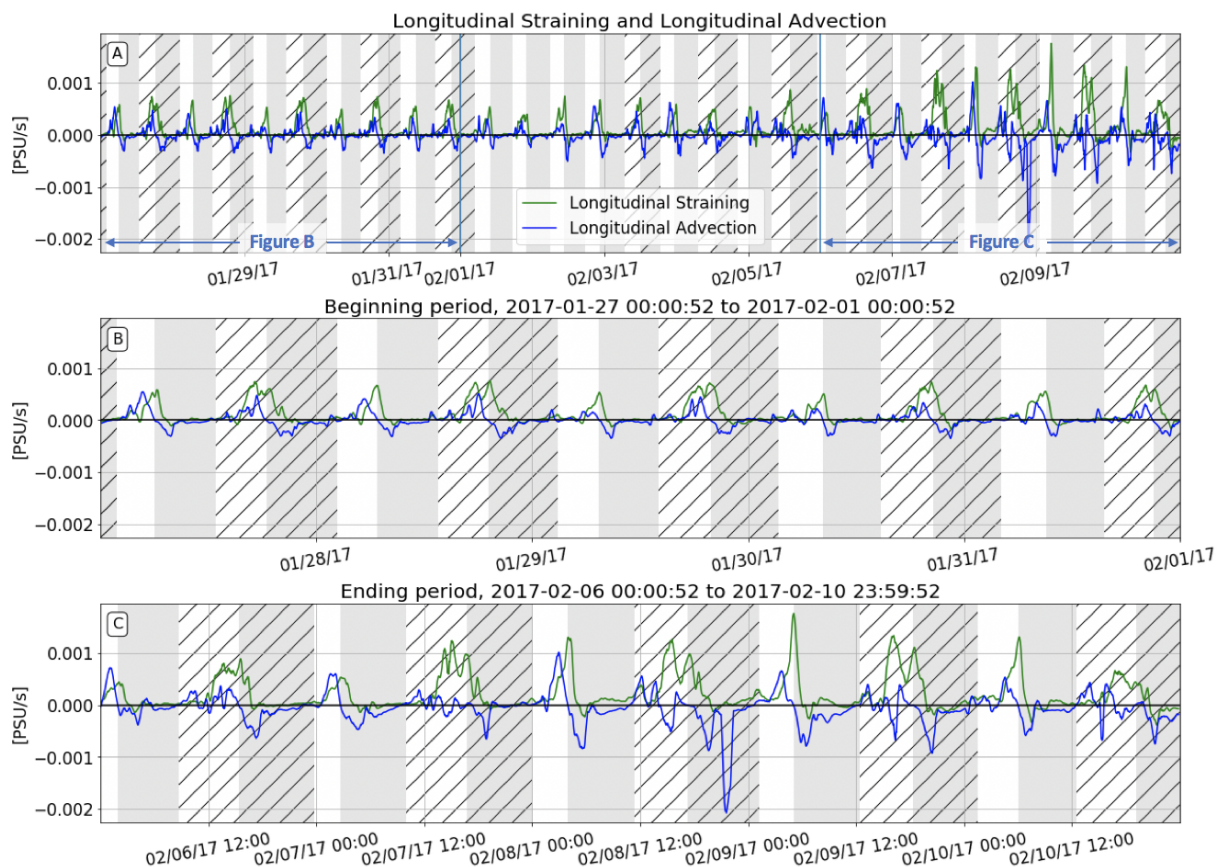 Longitudinal Straining and Longitudinal Advection
A
[PSU/s]
0.001
0.000
−0.001
−0.002
Longitudinal Straining
Longitudinal Advection
Figure B
Figure C
01/29/17
01/31/17
02/01/17
02/03/17
02/05/17
02/07/17
02/09/17
Beginning period, 2017-01-27 00:00:52 to 2017-02-01 00:00:52
B
[PSU/s]
0.001
0.000
−0.001
−0.002
01/28/17
01/29/17
01/30/17
01/31/17
02/01/17
Ending period, 2017-02-06 00:00:52 to 2017-02-10 23:59:52
C
[PSU/s]
0.001
0.000
−0.001
−0.002
02/06/17 12:00
02/07/17 00:00
02/07/17 12:00
02/08/17 00:00
02/08/17 12:00
02/09/17 00:00
02/09/17 12:00
02/10/17 00:00
02/10/17 12:00